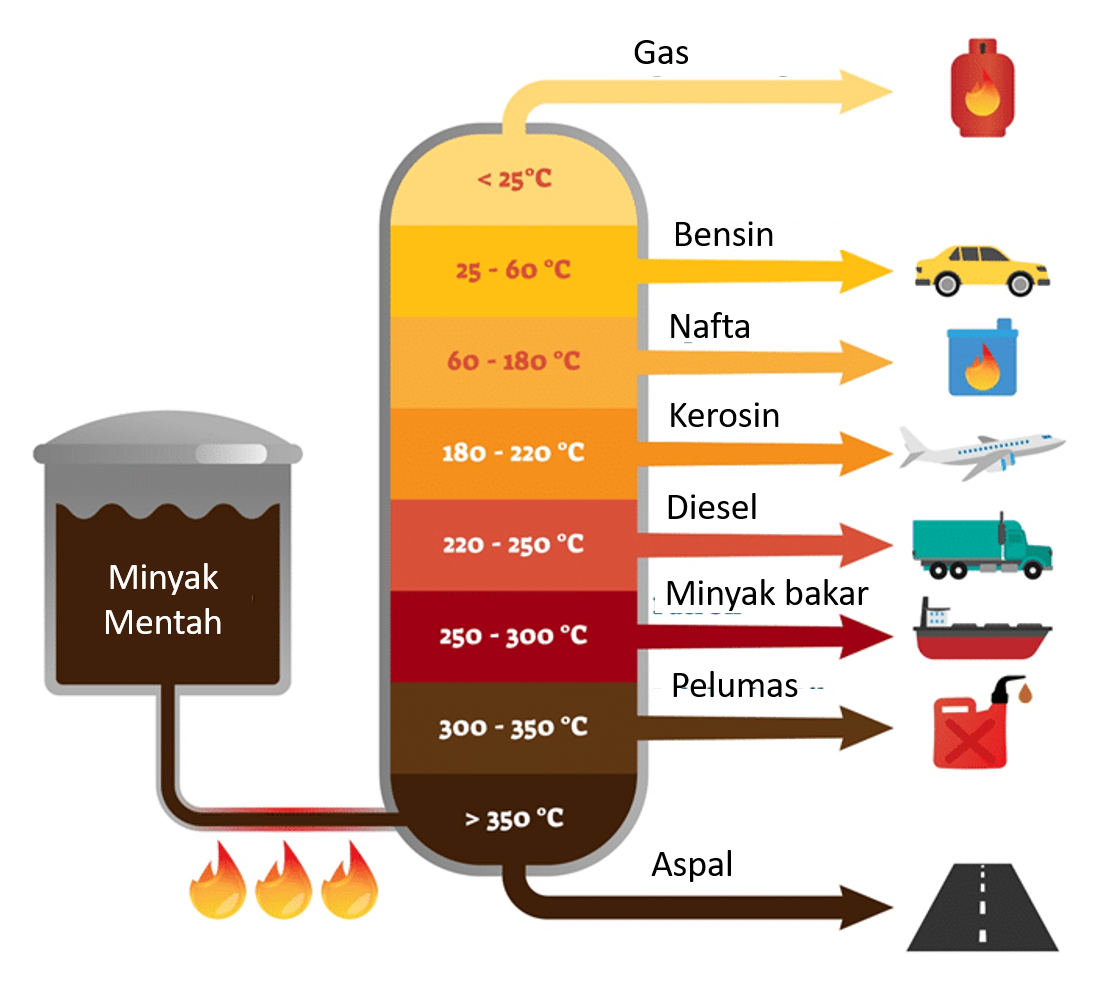 Gas
< 25°C
Bensin
25 - 60 °C
Nafta
60 - 180 °C
Kerosin
180 - 220 °C
Diesel
220 - 250 °C
Minyak
Mentah
Minyak bakar
250 - 300 °C
Pelumas
300 - 350 °C
> 350 °C
Aspal